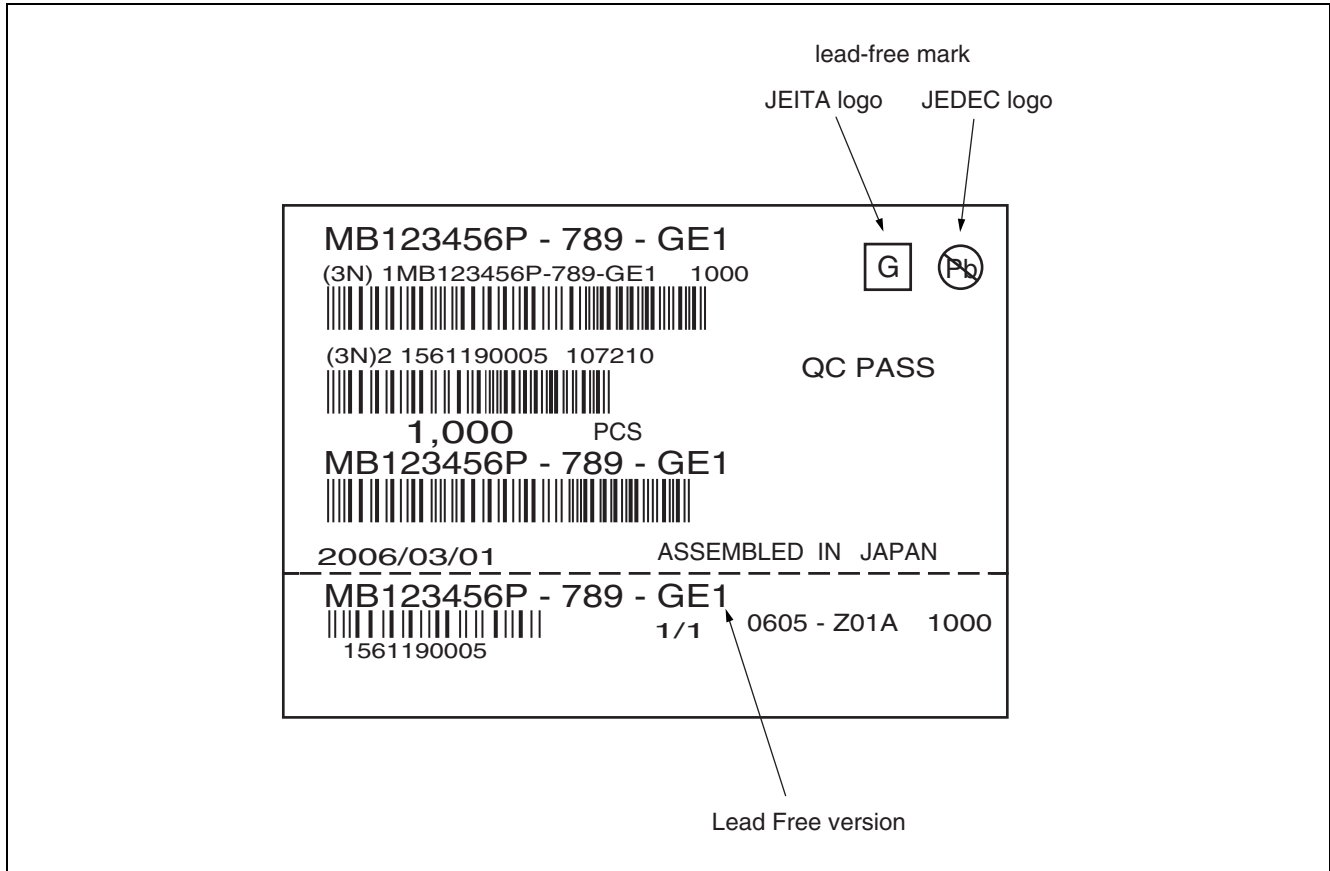 lead-free mark
JEITA logo JEDEC logo
MB123456P - 789 - GE1
(3N) 1MB123456P-789-GE1 1000
G Pb
(3N)2 1561190005 107210
QC PASS
1,000 PCS
MB123456P - 789 - GE1
2006/03/01 ASSEMBLED IN JAPAN
MB123456P - 789 - GE1
1/1 0605 - Z01A 1000
1561190005
Lead Free version